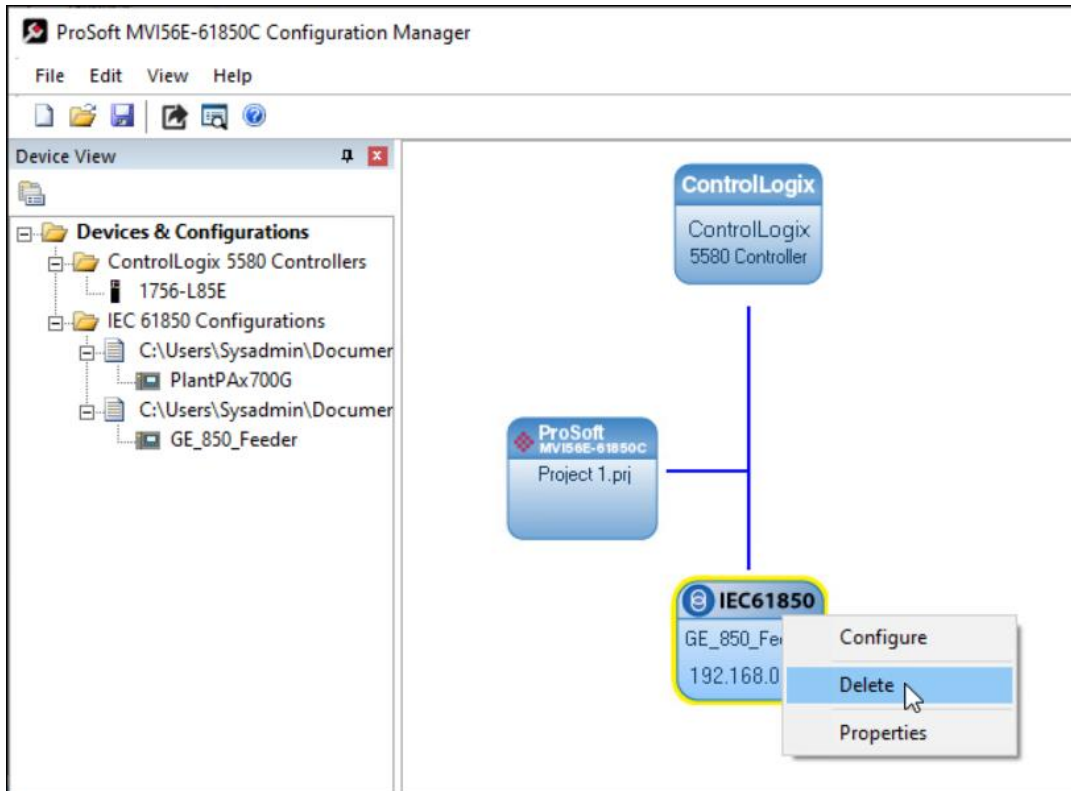 ProSoft MVI56E-61850C Configuration Manager
File Edit View Help
Device View
Devices & Configurations
ControlLogix 5580 Controllers
1756-L85E
IEC 61850 Configurations
C:\Users\Sysadmin\Documen
PlantPAx700G
C:\Users\Sysadmin\Documen
GE_850_Feeder
ControlLogix
ControlLogix
5580 Controller
ProSoft
MVI56E-61850C
Project 1.prj
IEC61850
GE_850_Fe
192.168.0
Configure
Delete
Properties